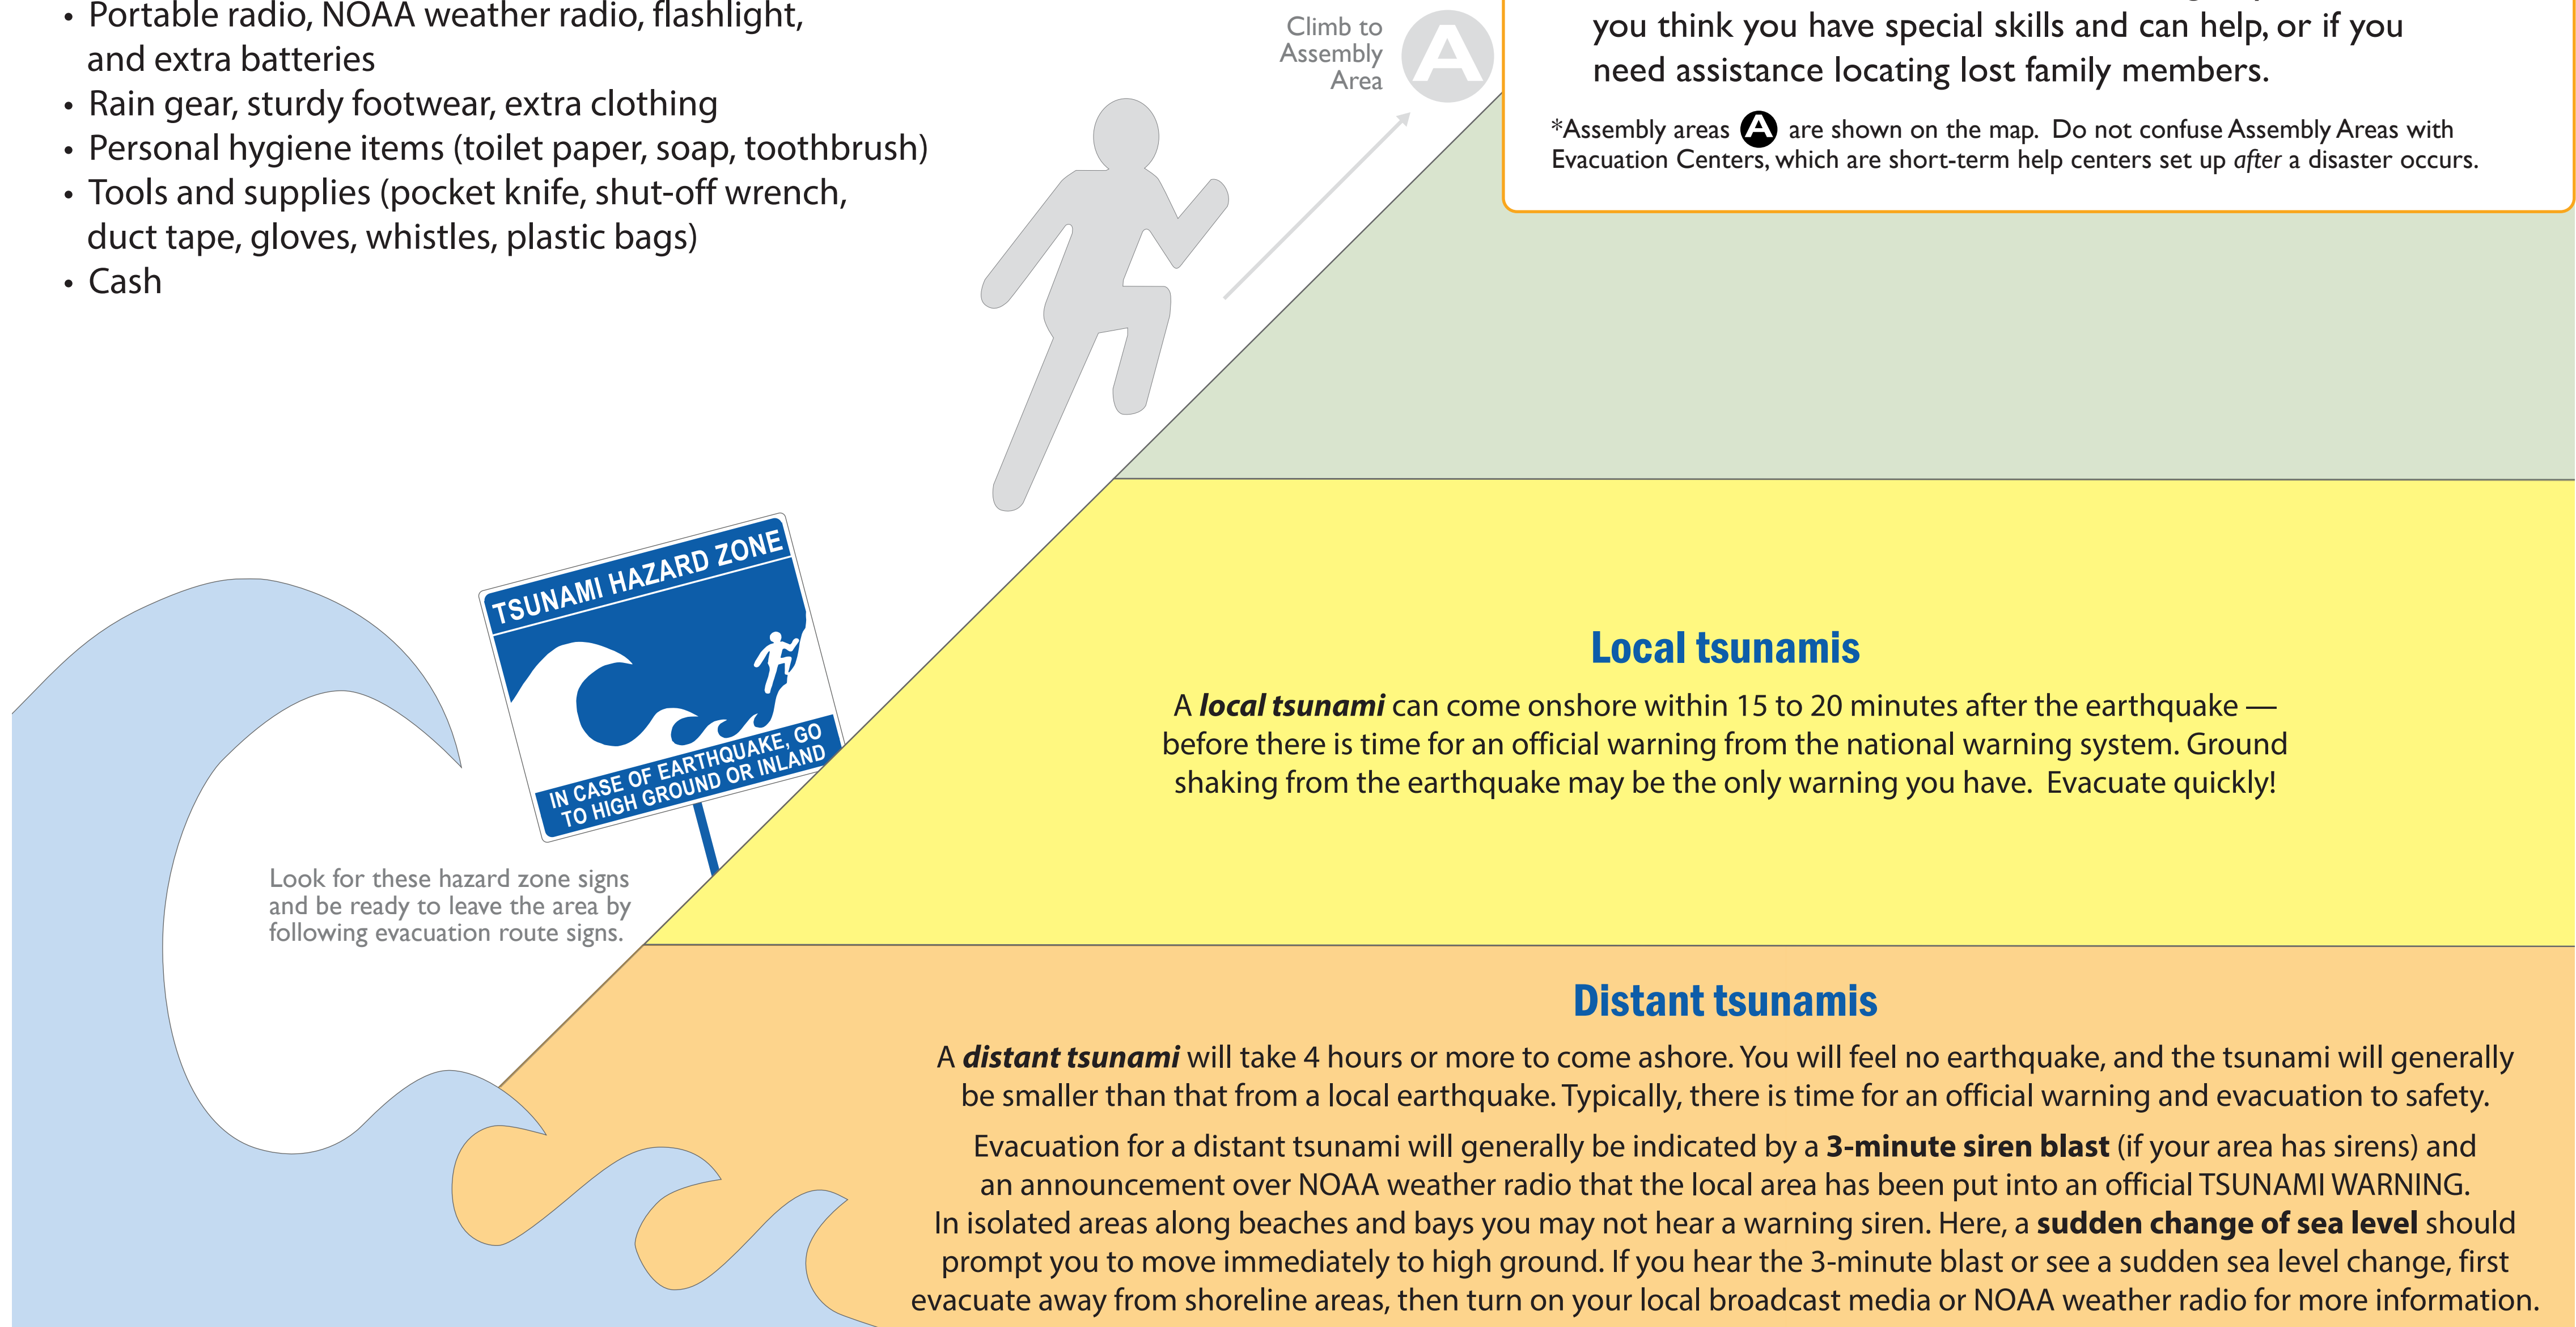 • Portable radio, NOAA weather radio, flashlight,
and extra batteries
• Rain gear, sturdy footwear, extra clothing
• Personal hygiene items (toilet paper, soap, toothbrush)
• Tools and supplies (pocket knife, shut-off wrench,
duct tape, gloves, whistles, plastic bags)
• Cash
Climb to
Assembly
Area
A
you think you have special skills and can help, or if you
need assistance locating lost family members.
*Assembly areas A are shown on the map. Do not confuse Assembly Areas with
Evacuation Centers, which are short-term help centers set up after a disaster occurs.
TSUNAMI HAZARD ZONE
IN CASE OF EARTHQUAKE, GO
TO HIGH GROUND OR INLAND
Look for these hazard zone signs
and be ready to leave the area by
following evacuation route signs.
Local tsunamis
A local tsunami can come onshore within 15 to 20 minutes after the earthquake —
before there is time for an official warning from the national warning system. Ground
shaking from the earthquake may be the only warning you have. Evacuate quickly!
Distant tsunamis
A distant tsunami will take 4 hours or more to come ashore. You will feel no earthquake, and the tsunami will generally
be smaller than that from a local earthquake. Typically, there is time for an official warning and evacuation to safety.
Evacuation for a distant tsunami will generally be indicated by a 3-minute siren blast (if your area has sirens) and
an announcement over NOAA weather radio that the local area has been put into an official TSUNAMI WARNING.
In isolated areas along beaches and bays you may not hear a warning siren. Here, a sudden change of sea level should
prompt you to move immediately to high ground. If you hear the 3-minute blast or see a sudden sea level change, first
evacuate away from shoreline areas, then turn on your local broadcast media or NOAA weather radio for more information.